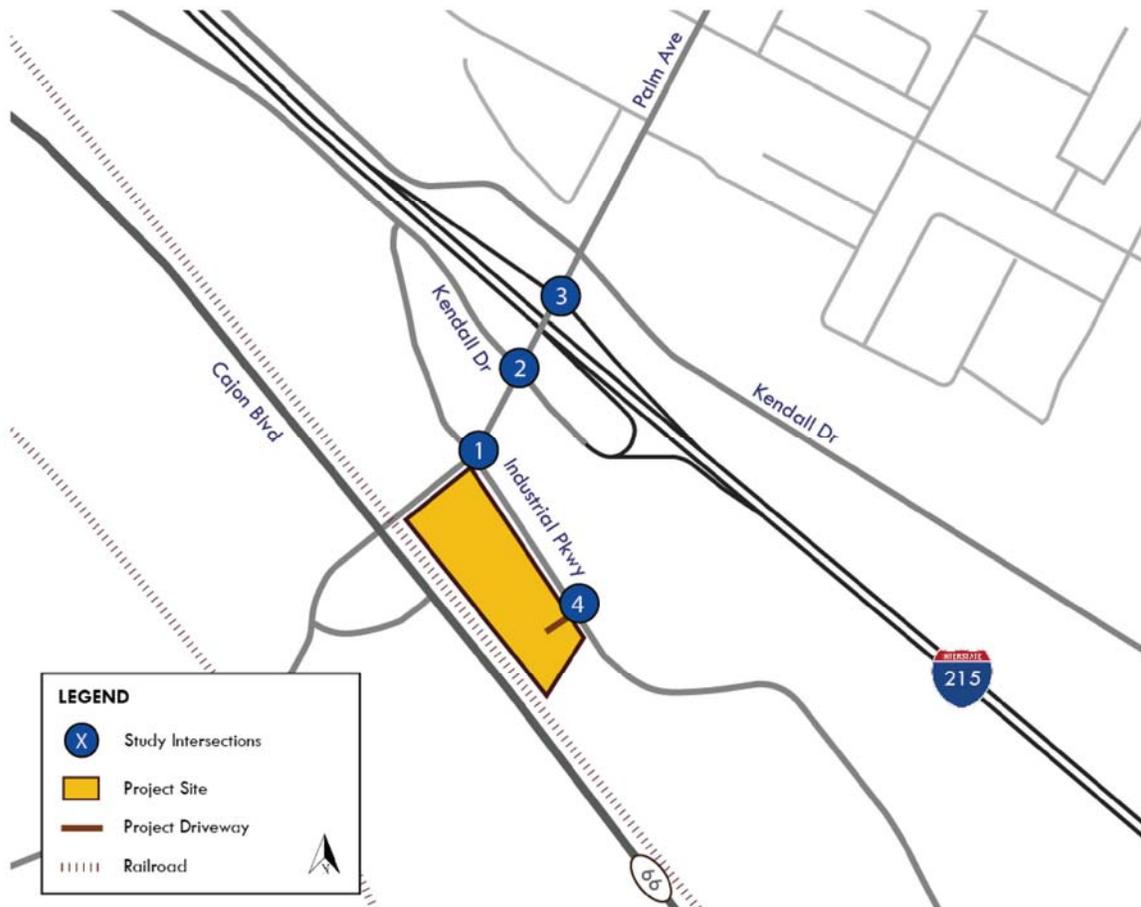 Palm Ave
3
Kendall Dr
2
Cajon Blvd
Kendall Dr
1
Industrial Pkwy
4
INTERSTATE
215
LEGEND
X Study Intersections
Project Site
Project Driveway
Railroad
N
66